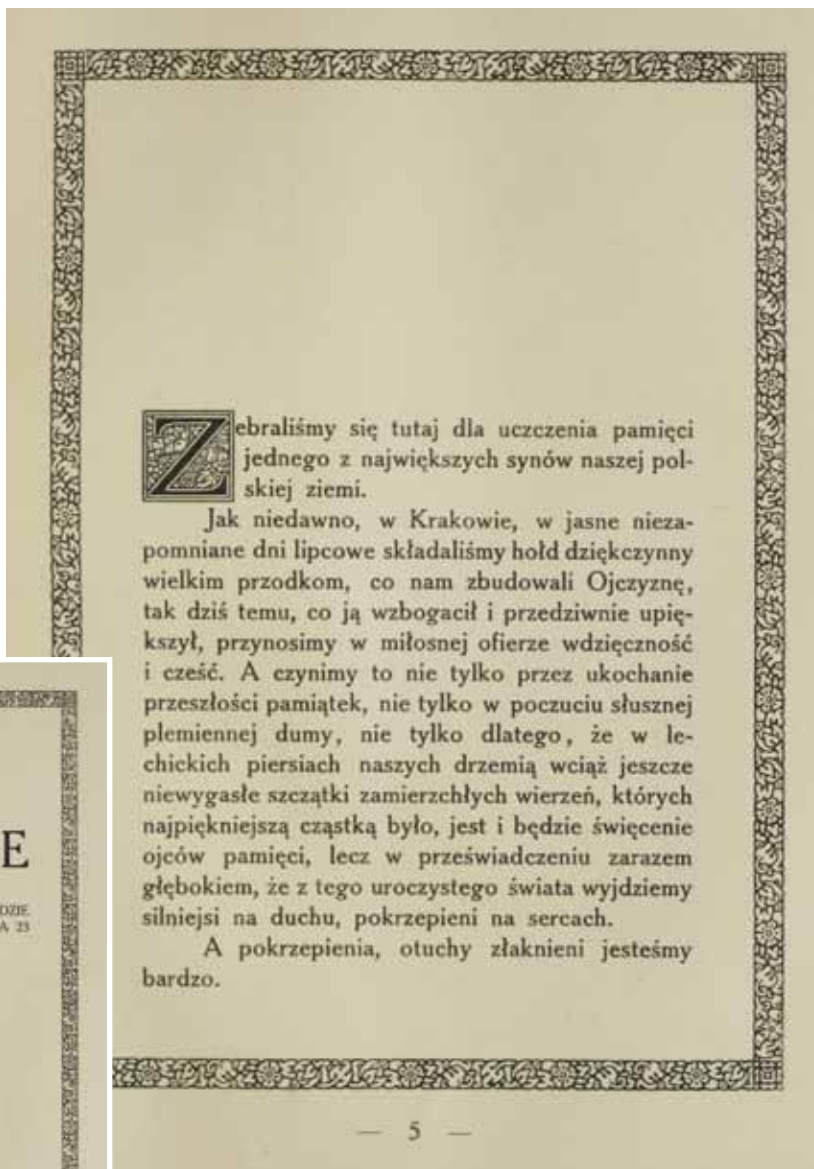 Zebraliśmy się tutaj dla uczczenia pamięci
jednego z największych synów naszej pol-
skiej ziemi.
Jak niedawno, w Krakowie, w jasne nieza-
pomniane dni lipcowe składaliśmy hołd dziękczynny
wielkim przodkom, co nam zbudowali Ojczyznę,
tak dziś temu, co ją wzbogacił i przedziwnie upię-
kszył, przynosimy w miłosnej ofierze wdzięczność
i cześć. A czynimy to nie tylko przez ukochanie
przeszłości pamiątek, nie tylko w poczuciu słusznej
plemiennej dumy, nie tylko dlatego, że w le-
chickich piersiach naszych drzemią wciąż jeszcze
niewygasłe szczątki zamierzchłych wierzeń, których
najpiękniejszą cząstką było, jest i będzie święcenie
ojców pamięci, lecz w przeświadczeniu zarazem
głębokiem, że z tego uroczystego świata wyjdziemy
silniejsi na duchu, pokrzepieni na sercach.
A pokrzepienia, otuchy złaknieni jesteśmy
bardzo.
— 5 —
E
DZIE
A 23